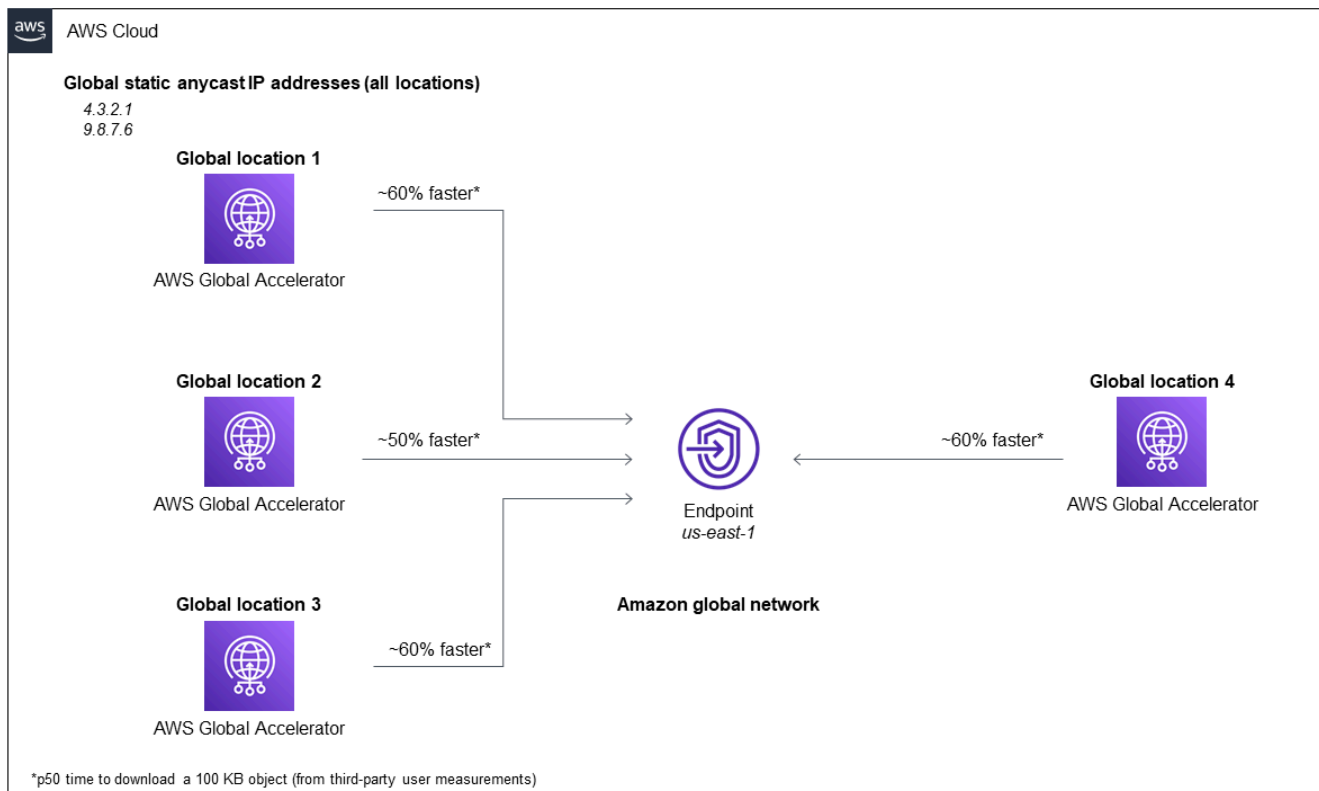 aws
AWS Cloud
Global static anycast IP addresses (all locations)
4.3.2.1
9.8.7.6
Global location 1
~60% faster*
AWS Global Accelerator
Global location 2
~50% faster*
AWS Global Accelerator
Endpoint
us-east-1
Global location 4
~60% faster*
AWS Global Accelerator
Global location 3
~60% faster*
AWS Global Accelerator
Amazon global network
*p50 time to download a 100 KB object (from third-party user measurements)